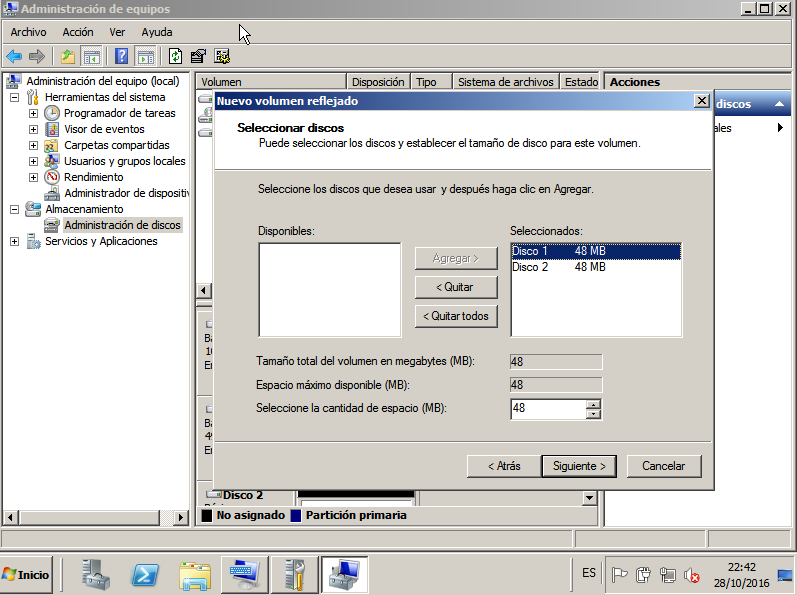 Administración de equipos
Archivo Acción Ver Ayuda
Administración del equipo (local)
Herramientas del sistema
Programador de tareas
Visor de eventos
Carpetas compartidas
Usuarios y grupos locales
Rendimiento
Administrador de dispositiv
Almacenamiento
Administración de discos
Servicios y Aplicaciones
Volumen Disposición Tipo Sistema de archivos Estado
Acciones
discos
ales
Nuevo volumen reflejado
Seleccionar discos
Puede seleccionar los discos y establecer el tamaño de disco para este volumen.
Seleccione los discos que desea usar y después haga clic en Agregar.
Disponibles:
Seleccionados:
Agregar >
< Quitar
< Quitar todos
Disco 1 48 MB
Disco 2 48 MB
Tamaño total del volumen en megabytes (MB): 48
Espacio máximo disponible (MB): 48
Seleccione la cantidad de espacio (MB): 48
< Atrás Siguiente > Cancelar
Disco 2
No asignado Partición primaria
Inicio
ES
22:42
28/10/2016